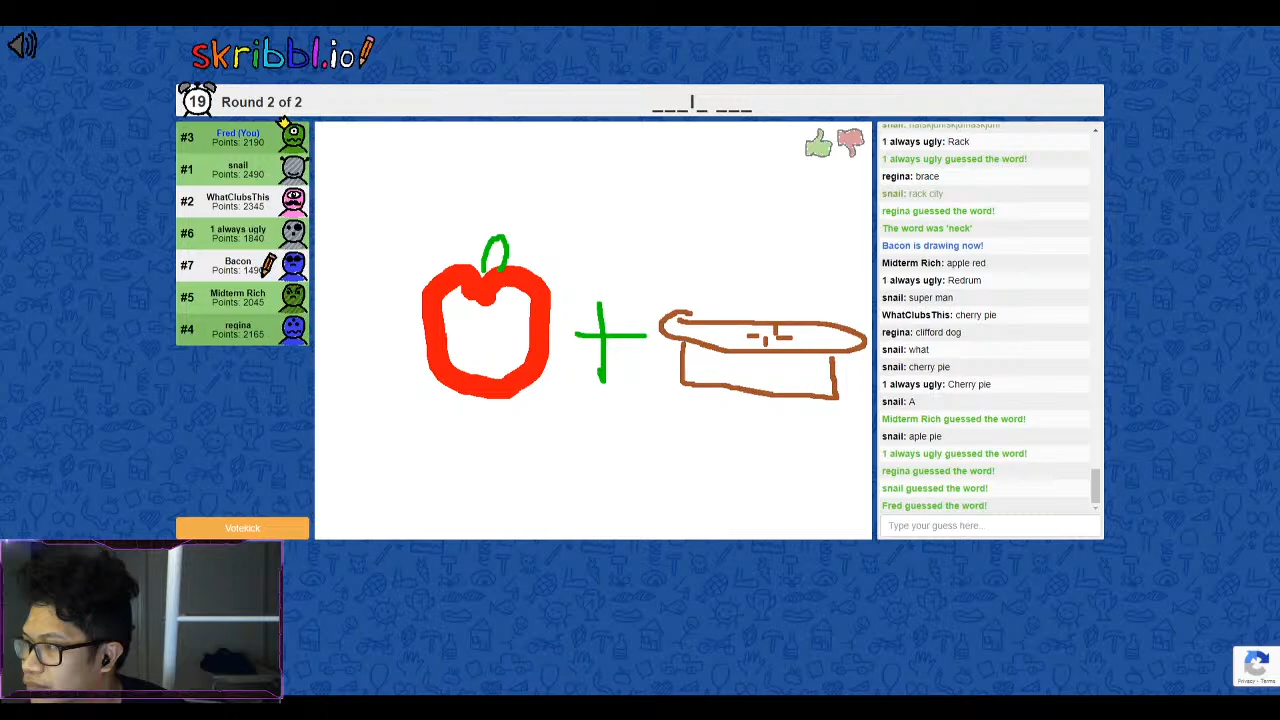 skribbl.io
19
Round 2 of 2
___l_ ___
#3
Fred (You)
Points: 2190
#1
snail
Points: 2490
#2
WhatClubsThis
Points: 2345
#6
1 always ugly
Points: 1840
#7
Bacon
Points: 1490
#5
Midterm Rich
Points: 2045
#4
regina
Points: 2165
Votekick
1 always ugly: Rack
1 always ugly guessed the word!
regina: brace
snail: rack city
regina guessed the word!
The word was 'neck'
Bacon is drawing now!
Midterm Rich: apple red
1 always ugly: Redrum
snail: super man
WhatClubsThis: cherry pie
regina: clifford dog
snail: what
snail: cherry pie
1 always ugly: Cherry pie
snail: A
Midterm Rich guessed the word!
snail: aple pie
1 always ugly guessed the word!
regina guessed the word!
snail guessed the word!
Fred guessed the word!
Type your guess here...
Privacy - Terms